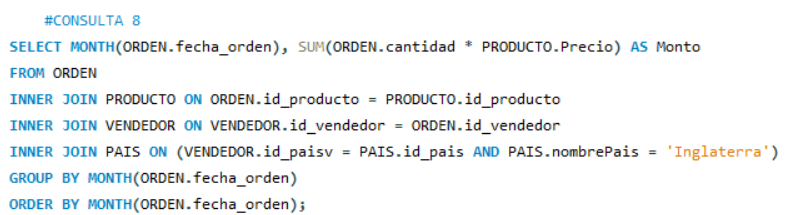 #CONSULTA 8
SELECT MONTH(ORDEN.fecha_orden), SUM(ORDEN.cantidad * PRODUCTO.Precio) AS Monto
FROM ORDEN
INNER JOIN PRODUCTO ON ORDEN.id_producto = PRODUCTO.id_producto
INNER JOIN VENDEDOR ON VENDEDOR.id_vendedor = ORDEN.id_vendedor
INNER JOIN PAIS ON (VENDEDOR.id_paisv = PAIS.id_pais AND PAIS.nombrePais = 'Inglaterra')
GROUP BY MONTH(ORDEN.fecha_orden)
ORDER BY MONTH(ORDEN.fecha_orden);